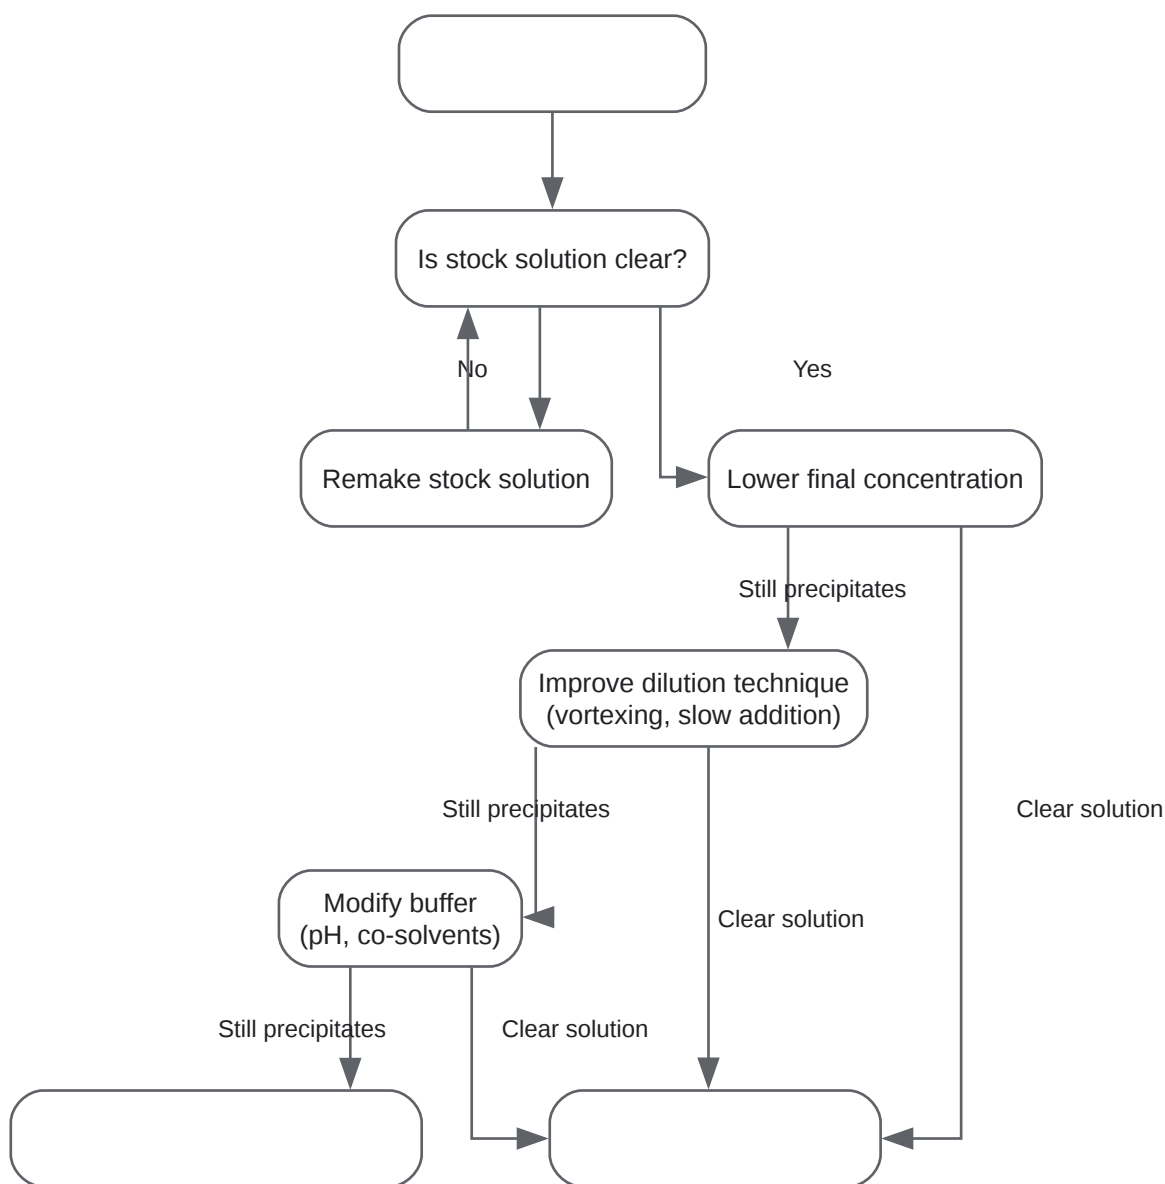 Is stock solution clear?
No
Yes
Remake stock solution
Lower final concentration
Still precipitates
Improve dilution technique
(vortexing, slow addition)
Still precipitates
Clear solution
Modify buffer
(pH, co-solvents)
Clear solution
Still precipitates
Clear solution